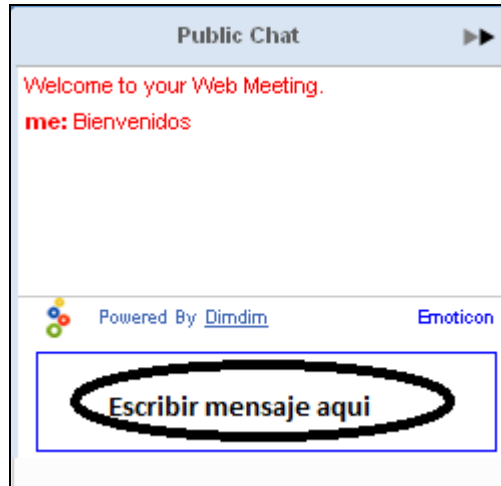 Public Chat
Welcome to your Web Meeting.
me: Bienvenidos
Powered By Dimdim Emoticon
Escribir mensaje aqui